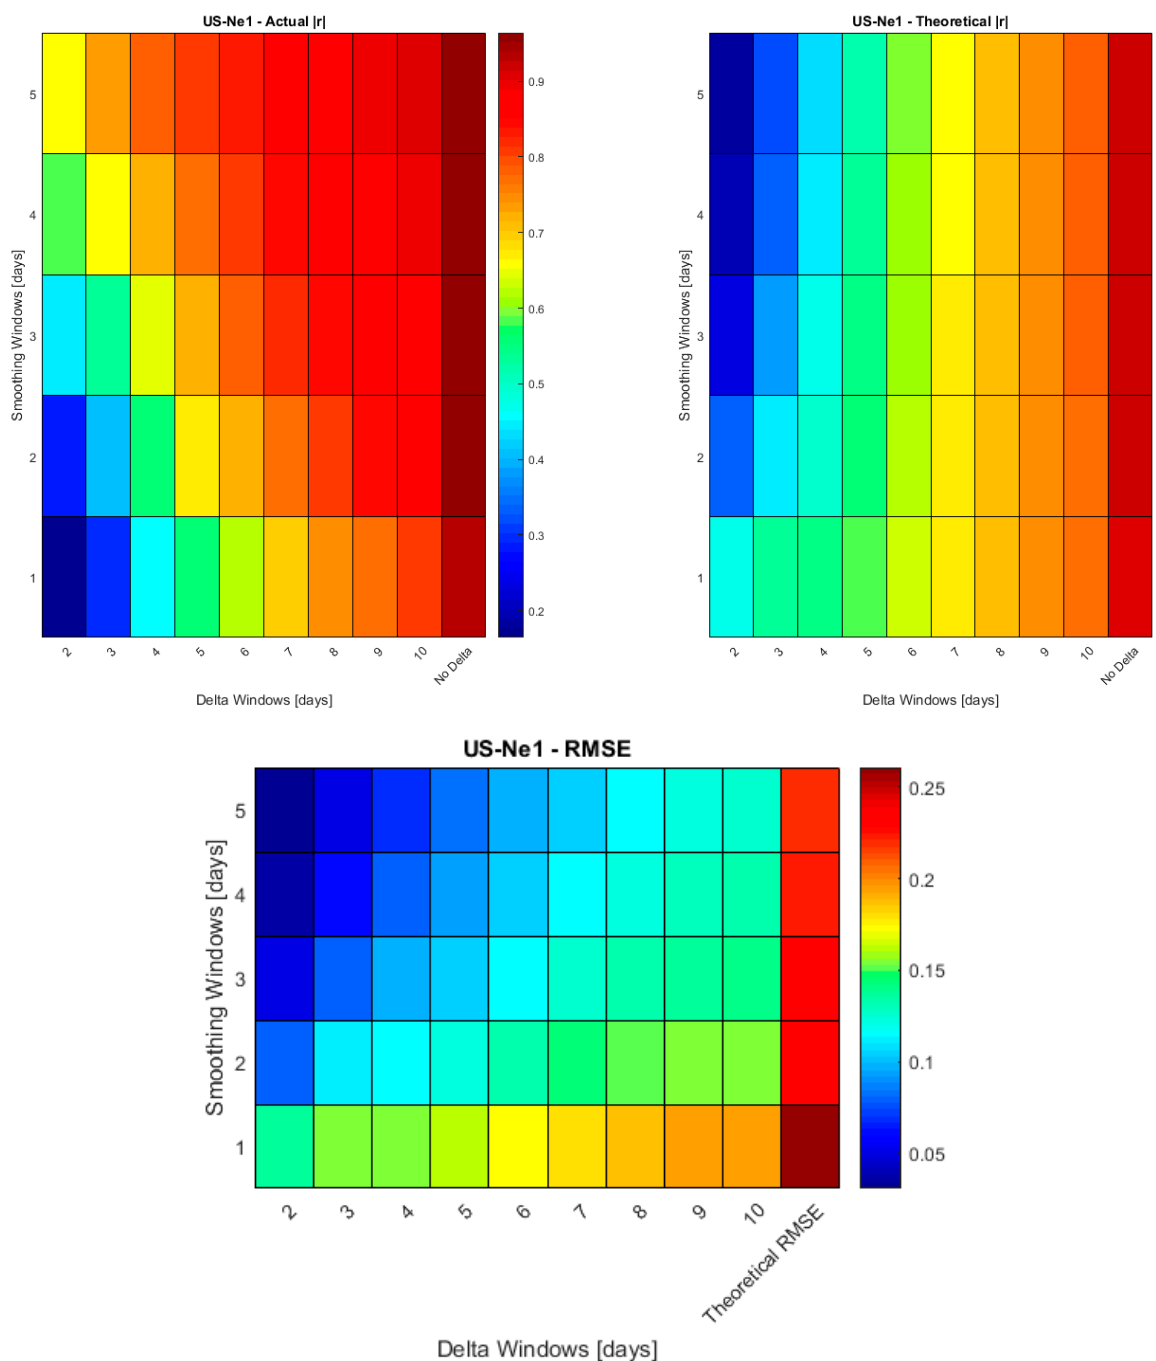 US-Ne1 - Actual |r|
Smoothing Windows [days]
5
4
3
2
1
2 3 4 5 6 7 8 9 10 No Delta
Delta Windows [days]
0.9
0.8
0.7
0.6
0.5
0.4
0.3
0.2
US-Ne1 - Theoretical |r|
Smoothing Windows [days]
5
4
3
2
1
2 3 4 5 6 7 8 9 10 No Delta
Delta Windows [days]
US-Ne1 - RMSE
Smoothing Windows [days]
5
4
3
2
1
2 3 4 5 6 7 8 9 10 Theoretical RMSE
Delta Windows [days]
0.25
0.2
0.15
0.1
0.05